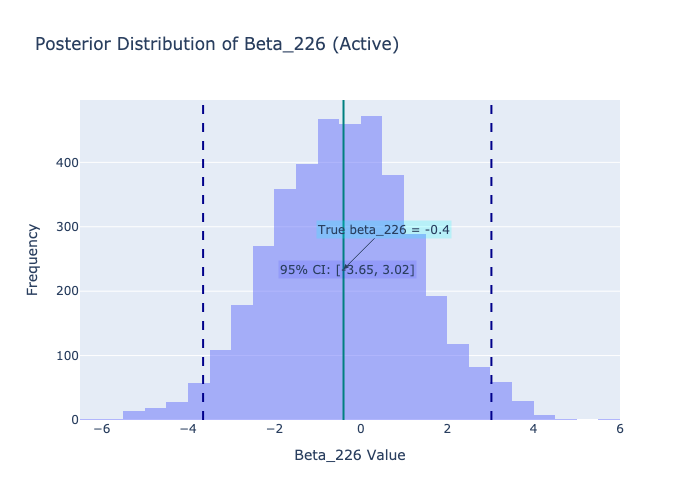 Posterior Distribution of Beta_226 (Active)
400
300
200
100
0
Frequency
True beta_226 = -0.4
95% CI: [-3.65, 3.02]
−6
−4
−2
0
2
4
6
Beta_226 Value